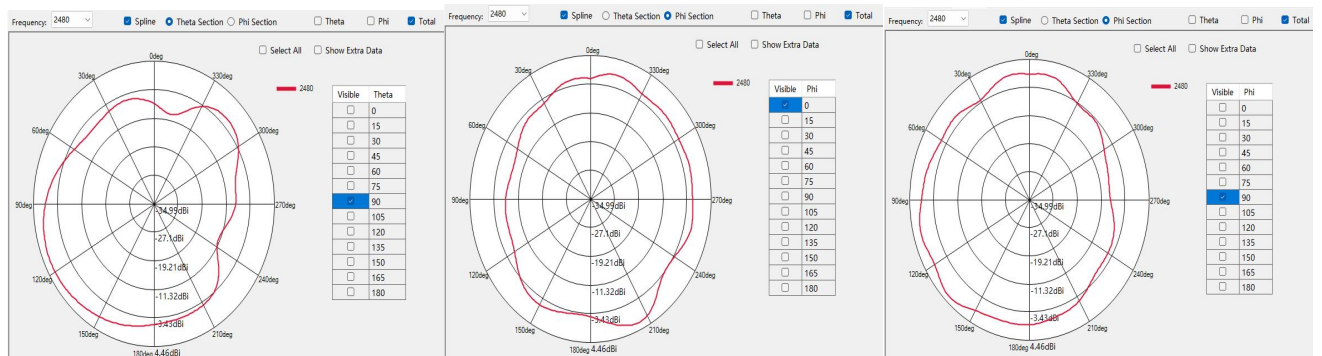 Frequency: 2480 Spline Theta Section Phi Section Theta Phi Total
Select All Show Extra Data
0deg
30deg
330deg
2480
60deg
300deg
90deg
270deg
-34.99dBi
-27.1dBi
-19.21dBi
120deg
240deg
-11.32dBi
-3.43dBi
150deg
210deg
180deg 4.46dBi
Visible Theta
0
15
30
45
60
75
90
105
120
135
150
165
180
Frequency: 2480 Spline Theta Section Phi Section Theta Phi Total
Select All Show Extra Data
0deg
30deg
330deg
2480
60deg
300deg
90deg
270deg
-34.99dBi
-27.1dBi
-19.21dBi
120deg
240deg
-11.32dBi
-3.43dBi
150deg
210deg
180deg 4.46dBi
Visible Phi
0
15
30
45
60
75
90
105
120
135
150
165
180
Frequency: 2480 Spline Theta Section Phi Section Theta Phi Total
Select All Show Extra Data
0deg
30deg
330deg
2480
60deg
300deg
90deg
270deg
-34.99dBi
-27.1dBi
-19.21dBi
120deg
240deg
-11.32dBi
-3.43dBi
150deg
210deg
180deg 4.46dBi
Visible Phi
0
15
30
45
60
75
90
105
120
135
150
165
180